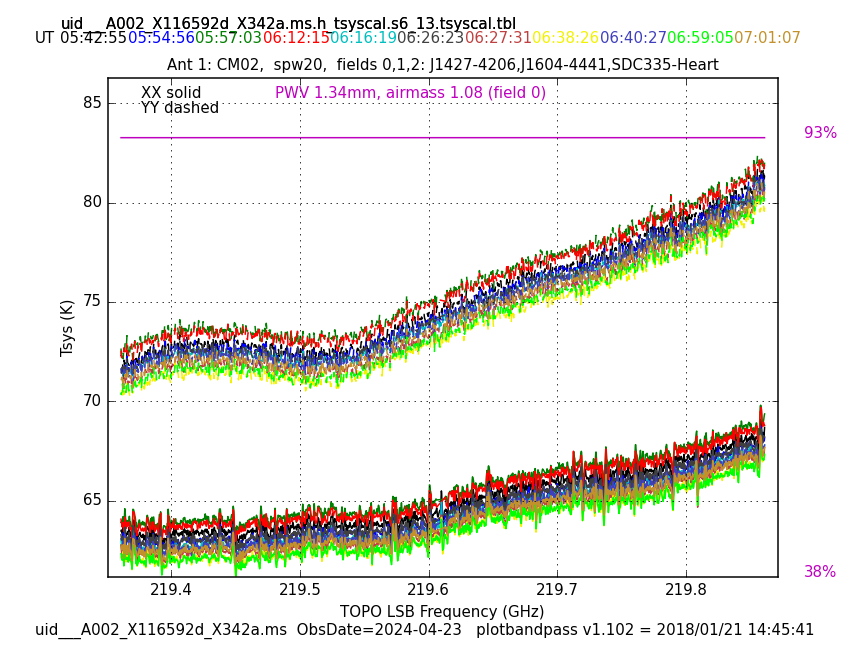 uid___A002_X116592d_X342a.ms.h_tsyscal.s6_13.tsyscal.tbl
UT 05:42:55 05:54:56 05:57:03 06:12:15 06:16:19 06:26:23 06:27:31 06:38:26 06:40:27 06:59:05 07:01:07
Ant 1: CM02,  spw20,  fields 0,1,2: J1427-4206,J1604-4441,SDC335-Heart
XX solid
PWV 1.34mm, airmass 1.08 (field 0)
YY dashed
93%
38%
85
80
75
70
65
Tsys (K)
219.4 219.5 219.6 219.7 219.8
TOPO LSB Frequency (GHz)
uid___A002_X116592d_X342a.ms  ObsDate=2024-04-23   plotbandpass v1.102 = 2018/01/21 14:45:41